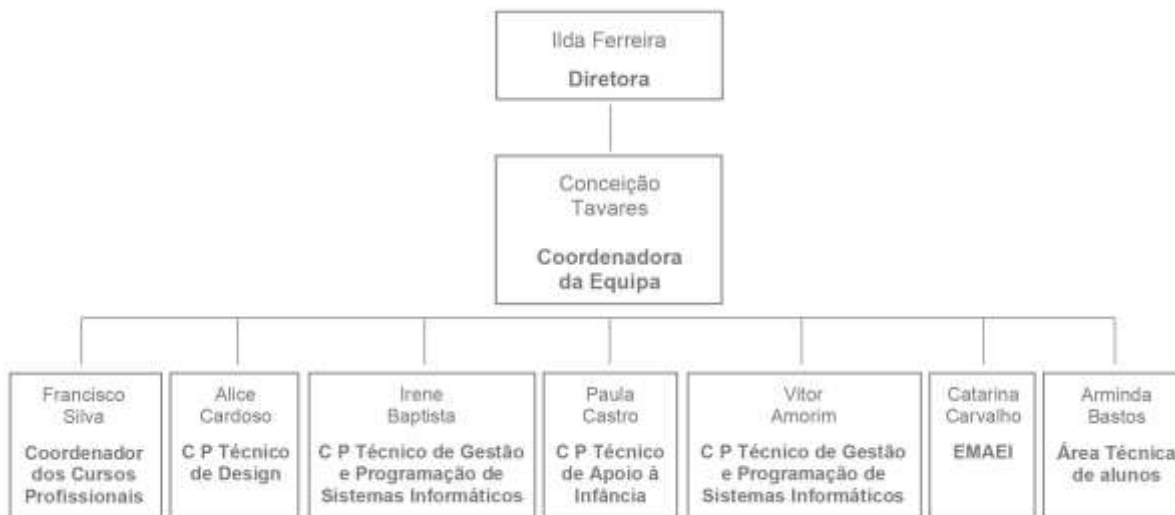 Ilda Ferreira
Diretora
Conceição
Tavares
Coordenadora
da Equipa
Francisco
Silva
Coordenador
dos Cursos
Profissionais
Alice
Cardoso
C P Técnico
de Design
Irene
Baptista
C P Técnico de Gestão
e Programação de
Sistemas Informáticos
Paula
Castro
C P Técnico
de Apoio à
Infância
Vítor
Amorim
C P Técnico de Gestão
e Programação de
Sistemas Informáticos
Catarina
Carvalho
EMAEI
Arminda
Bastos
Área Técnica
de alunos